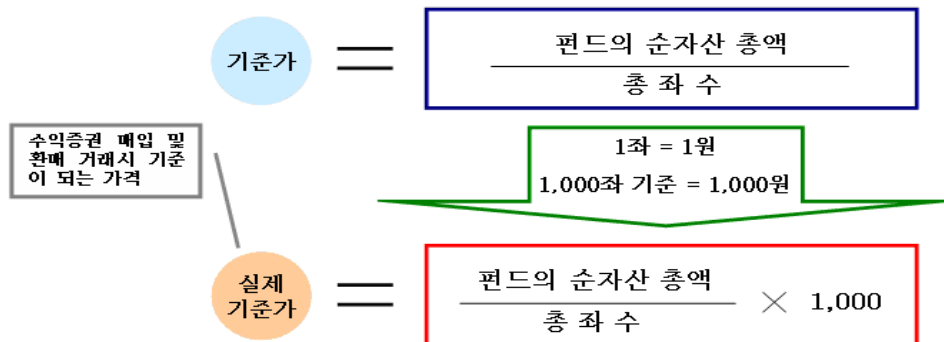 기준가
펀드의 순자산 총액
총 좌 수
수익증권 매입 및
환매 거래시 기준
이 되는 가격
1좌 = 1원
1,000좌 기준 = 1,000원
실제
기준가
펀드의 순자산 총액
총 좌 수
× 1,000